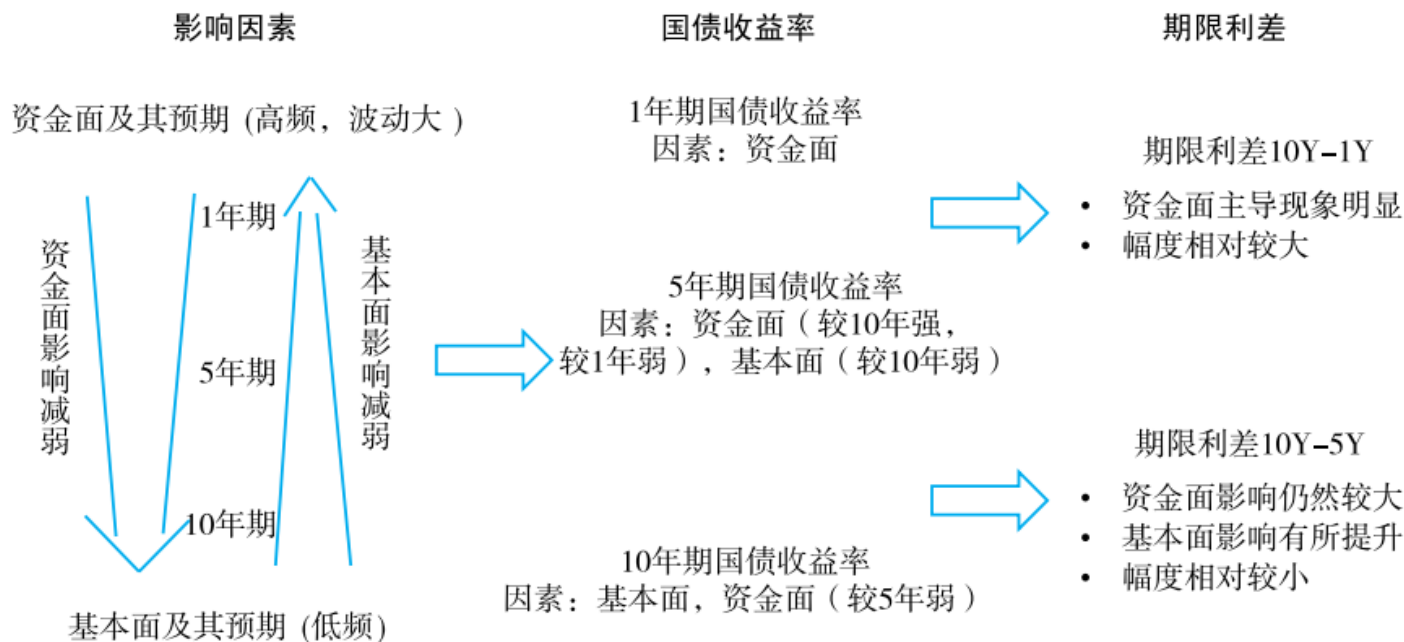 影响因素
国债收益率
期限利差
资金面及其预期 (高频，波动大 )
资金面影响减弱
1年期
5年期
10年期
基本面影响减弱
基本面及其预期 (低频)
1年期国债收益率
因素：资金面
5年期国债收益率
因素：资金面（较10年强，
较1年弱），基本面（较10年弱）
10年期国债收益率
因素：基本面，资金面（较5年弱）
期限利差10Y–1Y
• 资金面主导现象明显
• 幅度相对较大
期限利差10Y–5Y
• 资金面影响仍然较大
• 基本面影响有所提升
• 幅度相对较小